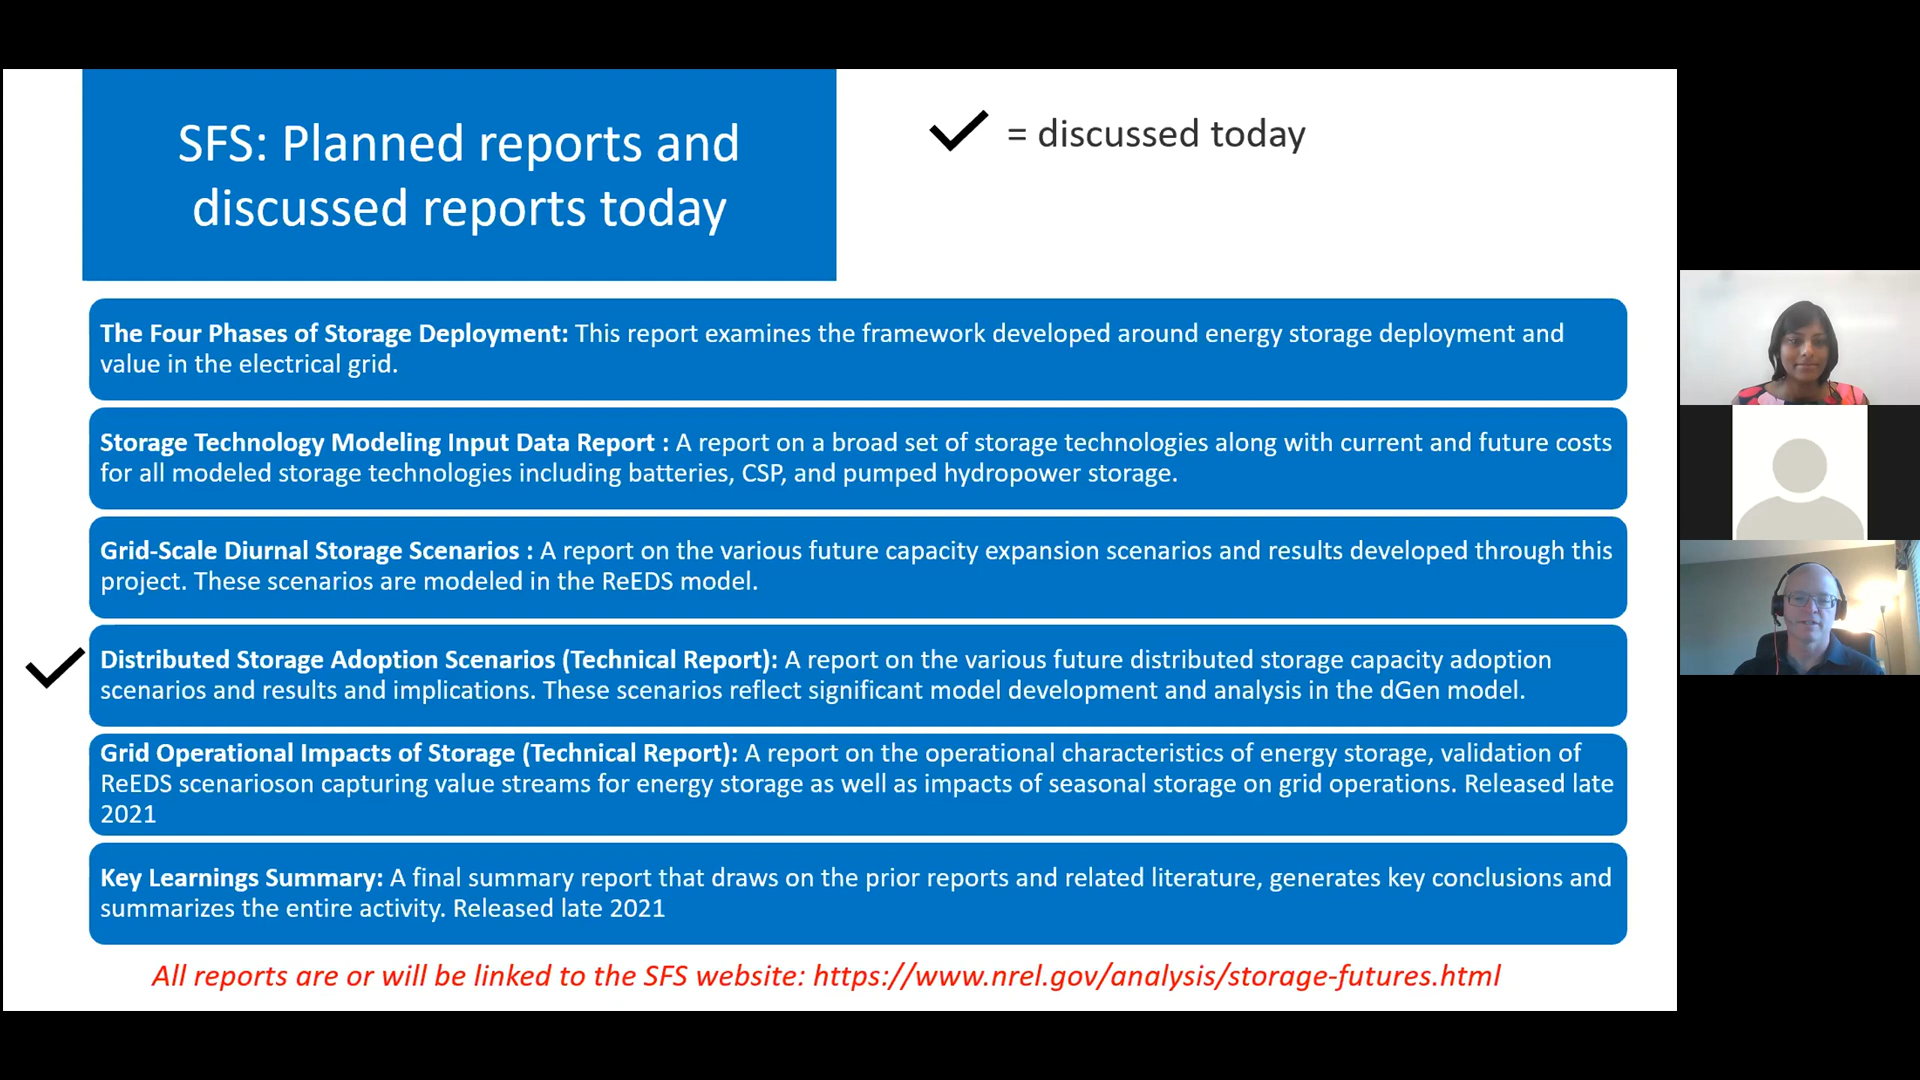 SFS: Planned reports and
discussed reports today
= discussed today
The Four Phases of Storage Deployment: This report examines the framework developed around energy storage deployment and
value in the electrical grid.
Storage Technology Modeling Input Data Report : A report on a broad set of storage technologies along with current and future costs
for all modeled storage technologies including batteries, CSP, and pumped hydropower storage.
Grid-Scale Diurnal Storage Scenarios : A report on the various future capacity expansion scenarios and results developed through this
project. These scenarios are modeled in the ReEDS model.
Distributed Storage Adoption Scenarios (Technical Report): A report on the various future distributed storage capacity adoption
scenarios and results and implications. These scenarios reflect significant model development and analysis in the dGen model.
Grid Operational Impacts of Storage (Technical Report): A report on the operational characteristics of energy storage, validation of
ReEDS scenarioson capturing value streams for energy storage as well as impacts of seasonal storage on grid operations. Released late
2021
Key Learnings Summary: A final summary report that draws on the prior reports and related literature, generates key conclusions and
summarizes the entire activity. Released late 2021
All reports are or will be linked to the SFS website: https://www.nrel.gov/analysis/storage-futures.html